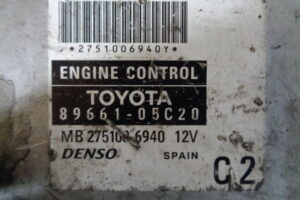 *2751006940Y*
ENGINE CONTROL
TOYOTA
89661-05C20
MB 275100 6940 12V
DENSO SPAIN C2